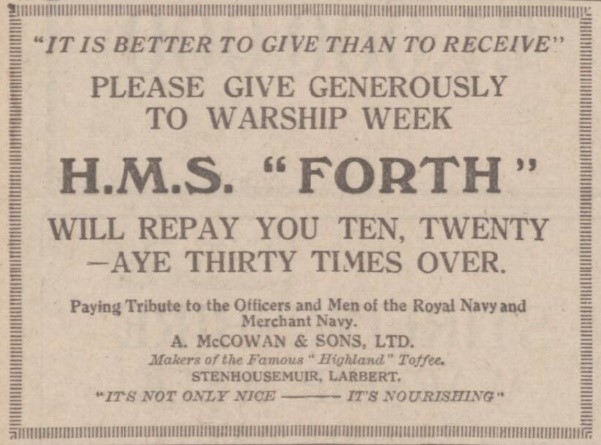 "IT IS BETTER TO GIVE THAN TO RECEIVE"
PLEASE GIVE GENEROUSLY
TO WARSHIP WEEK
H.M.S. "FORTH"
WILL REPAY YOU TEN, TWENTY
—AYE THIRTY TIMES OVER.
Paying Tribute to the Officers and Men of the Royal Navy and
Merchant Navy.
A. McCOWAN & SONS, LTD.
Makers of the Famous "Highland" Toffee.
STENHOUSEMUIR, LARBERT.
"IT'S NOT ONLY NICE ——— IT'S NOURISHING"